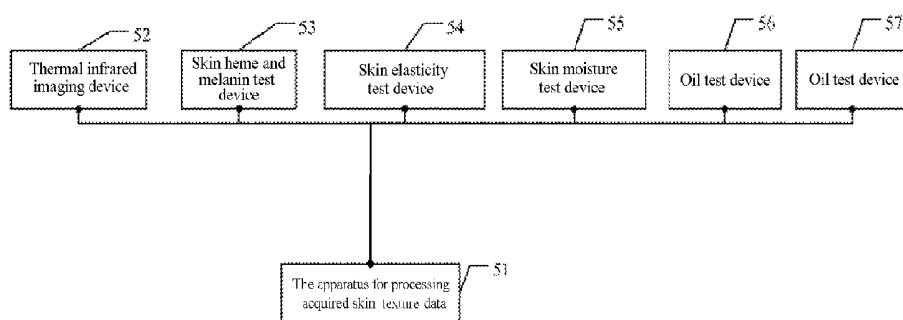 52
53
54
55
56
57
Thermal infrared
imaging device
Skin heme and
melanin test
device
Skin elasticity
test device
Skin moisture
test device
Oil test device
Oil test device
51
The apparatus for processing
acquired skin texture data